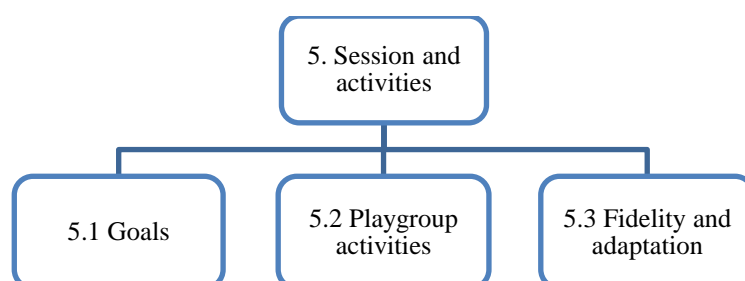 5. Session and
activities
5.1 Goals
5.2 Playgroup
activities
5.3 Fidelity and
adaptation